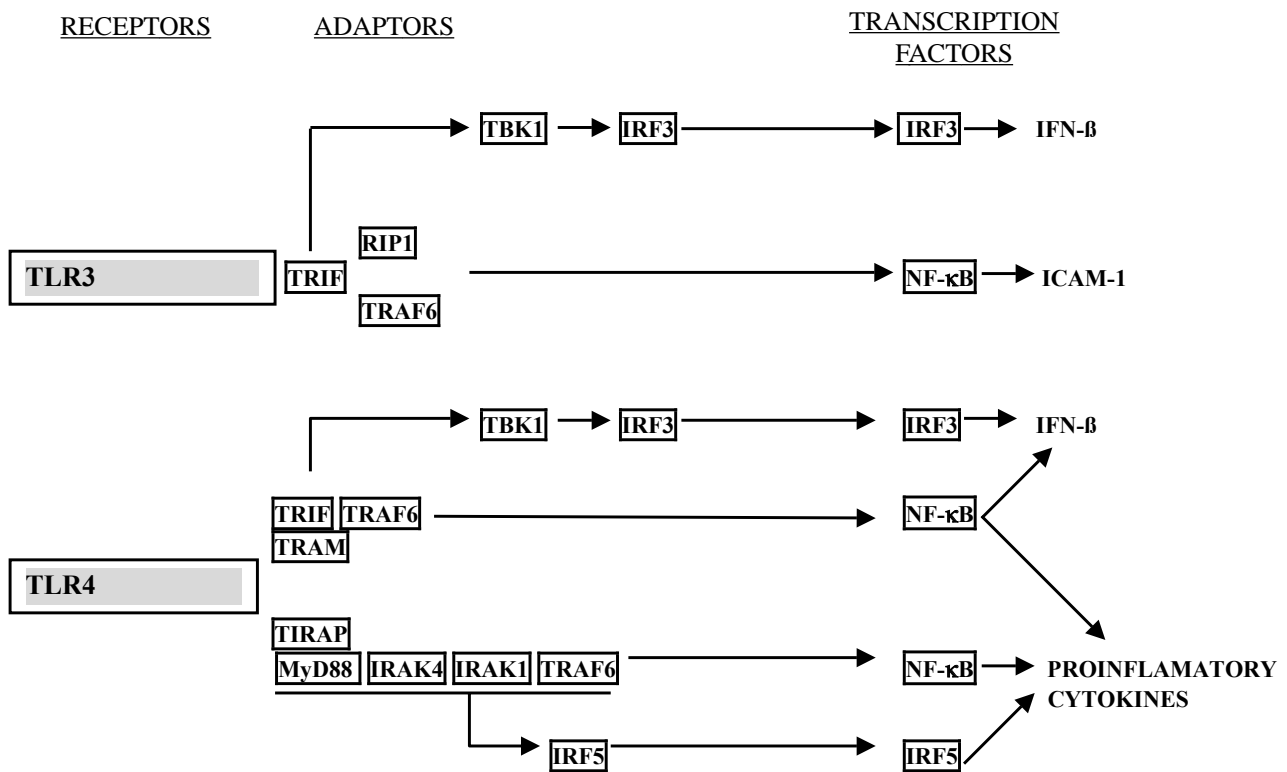 RECEPTORS ADAPTORS TRANSCRIPTION
FACTORS
TBK1 IRF3 IRF3 IFN-ß
RIP1
TLR3 TRIF NF-κB ICAM-1
TRAF6
TBK1 IRF3 IRF3 IFN-ß
TRIF TRAF6 NF-κB
TRAM
TLR4
TIRAP
MyD88 IRAK4 IRAK1 TRAF6 NF-κB PROINFLAMATORY
CYTOKINES
IRF5 IRF5